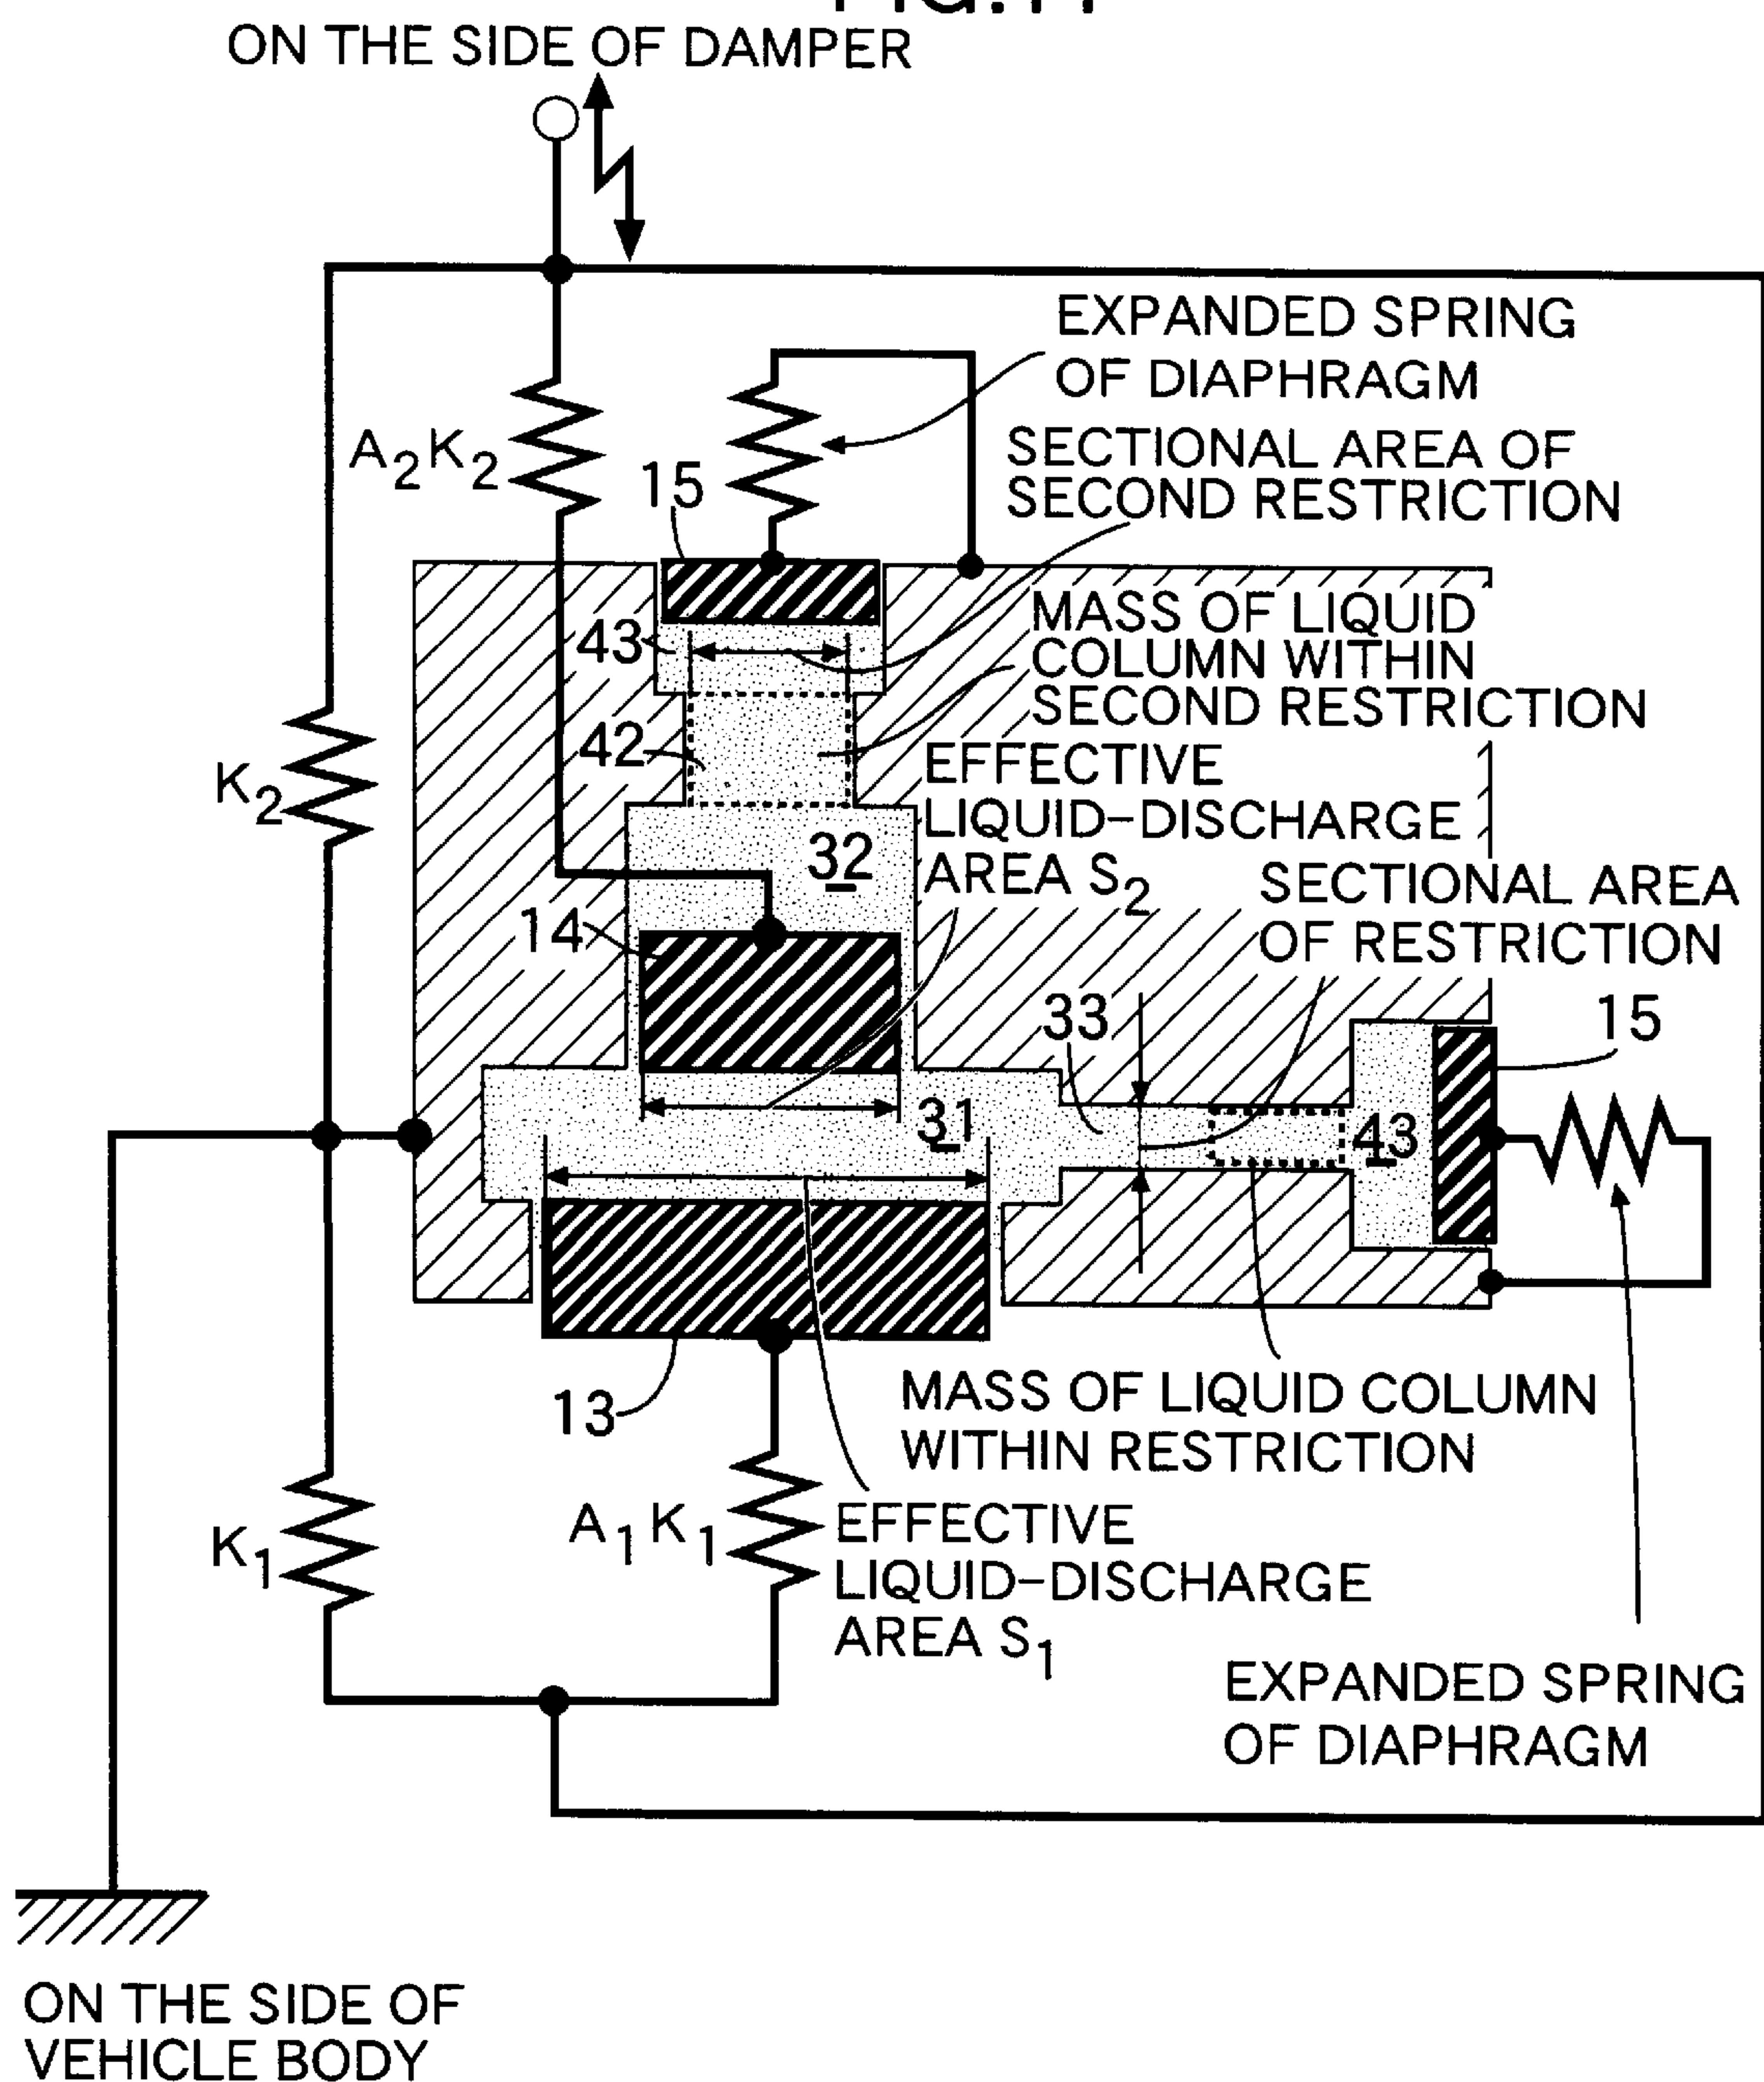 ON THE SIDE OF DAMPER
EXPANDED SPRING
OF DIAPHRAGM
A2K2
SECTIONAL AREA OF
SECOND RESTRICTION
15
MASS OF LIQUID
COLUMN WITHIN
SECOND RESTRICTION
43
42
K2
EFFECTIVE
LIQUID-DISCHARGE
AREA S2
32
SECTIONAL AREA
OF RESTRICTION
14
33
15
31
43
13
MASS OF LIQUID COLUMN
WITHIN RESTRICTION
K1
A1K1
EFFECTIVE
LIQUID-DISCHARGE
AREA S1
EXPANDED SPRING
OF DIAPHRAGM
ON THE SIDE OF
VEHICLE BODY